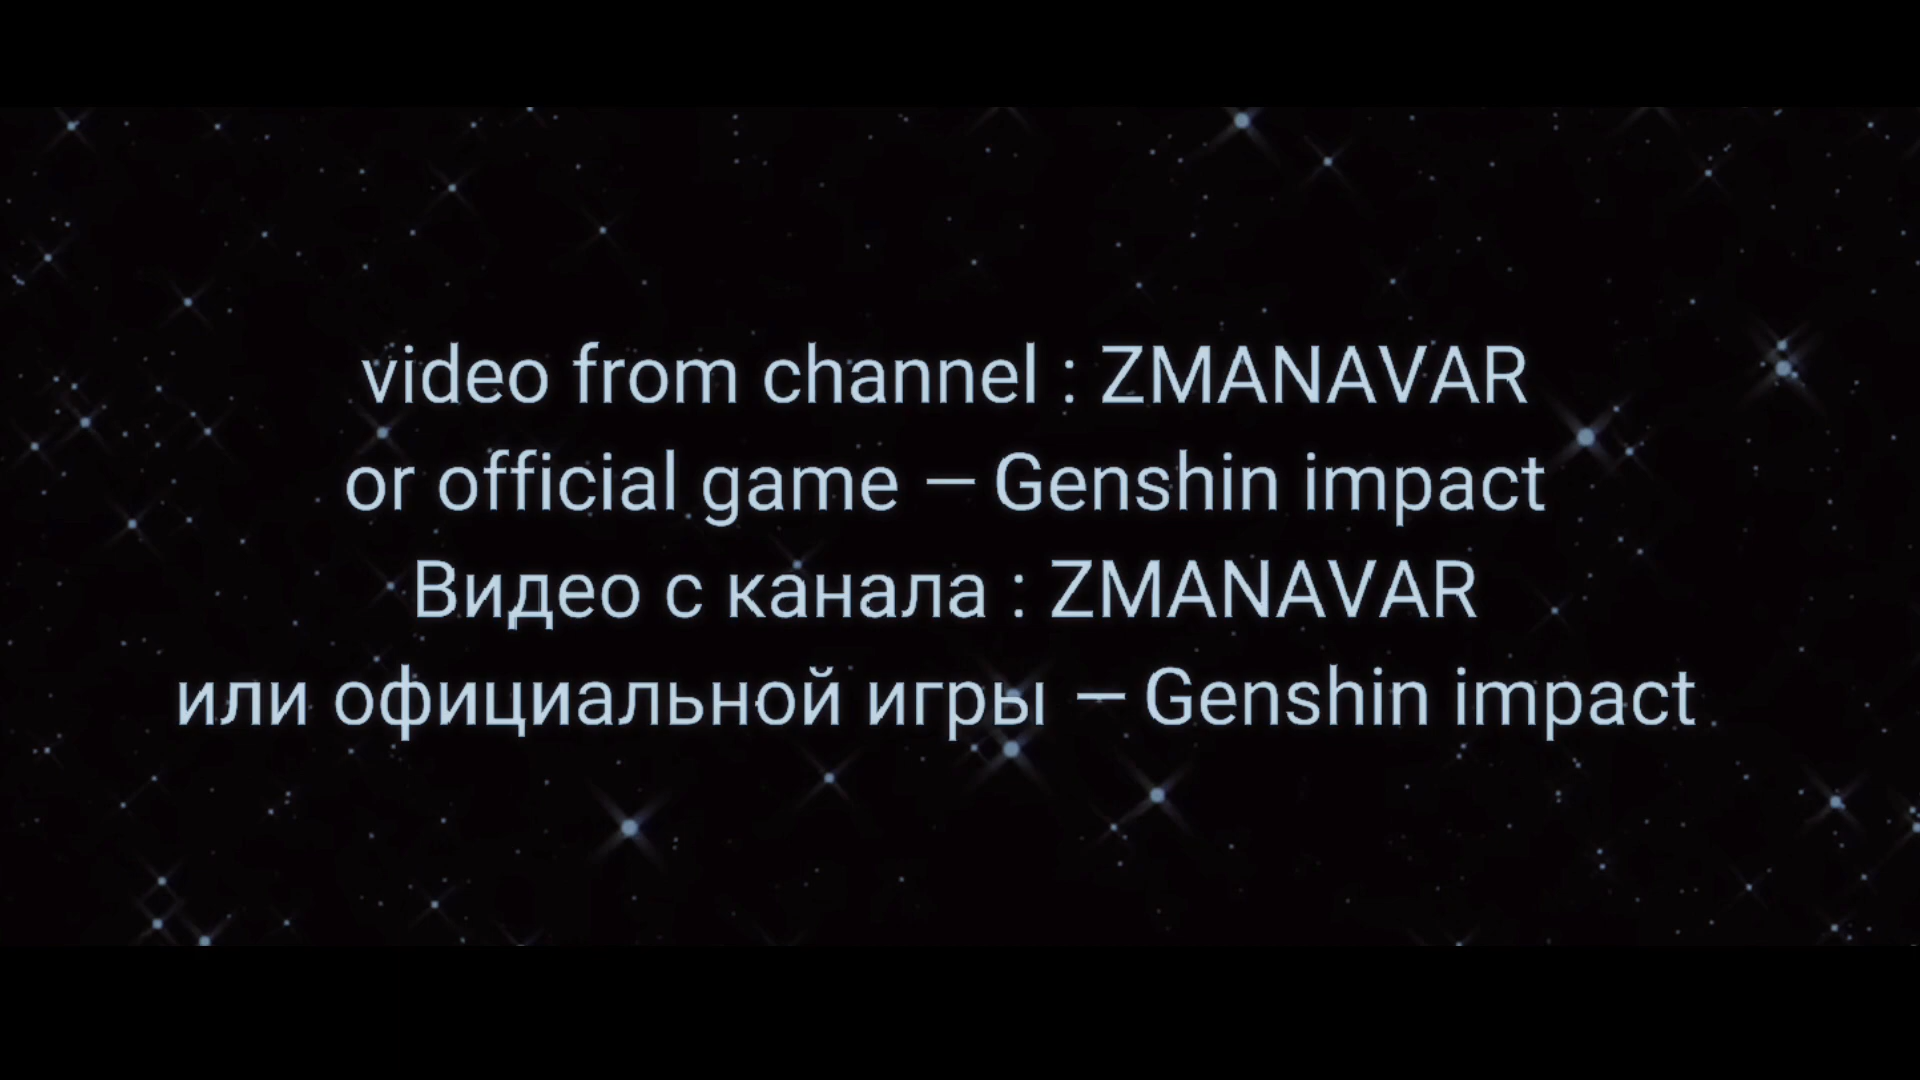 video from channel : ZMANAVAR
or official game — Genshin impact
Видео с канала : ZMANAVAR
или официальной игры — Genshin impact